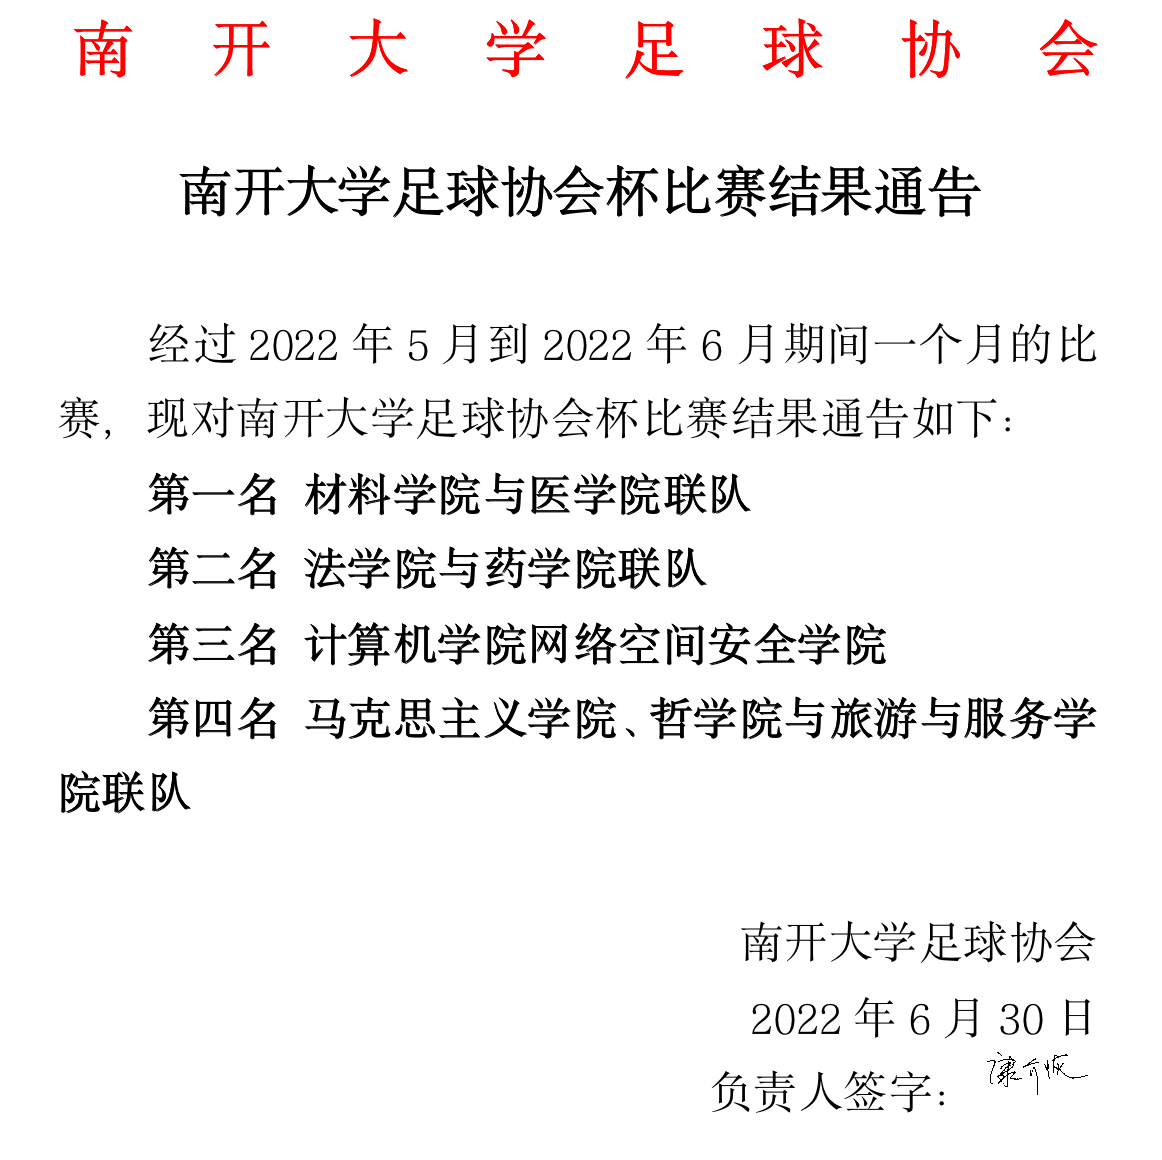 南开大学足球协会
南开大学足球协会杯比赛结果通告
经过 2022 年 5 月到 2022 年 6 月期间一个月的比
赛，现对南开大学足球协会杯比赛结果通告如下：
第一名 材料学院与医学院联队
第二名 法学院与药学院联队
第三名 计算机学院网络空间安全学院
第四名 马克思主义学院、哲学院与旅游与服务学
院联队
南开大学足球协会
2022 年 6 月 30 日
负责人签字：